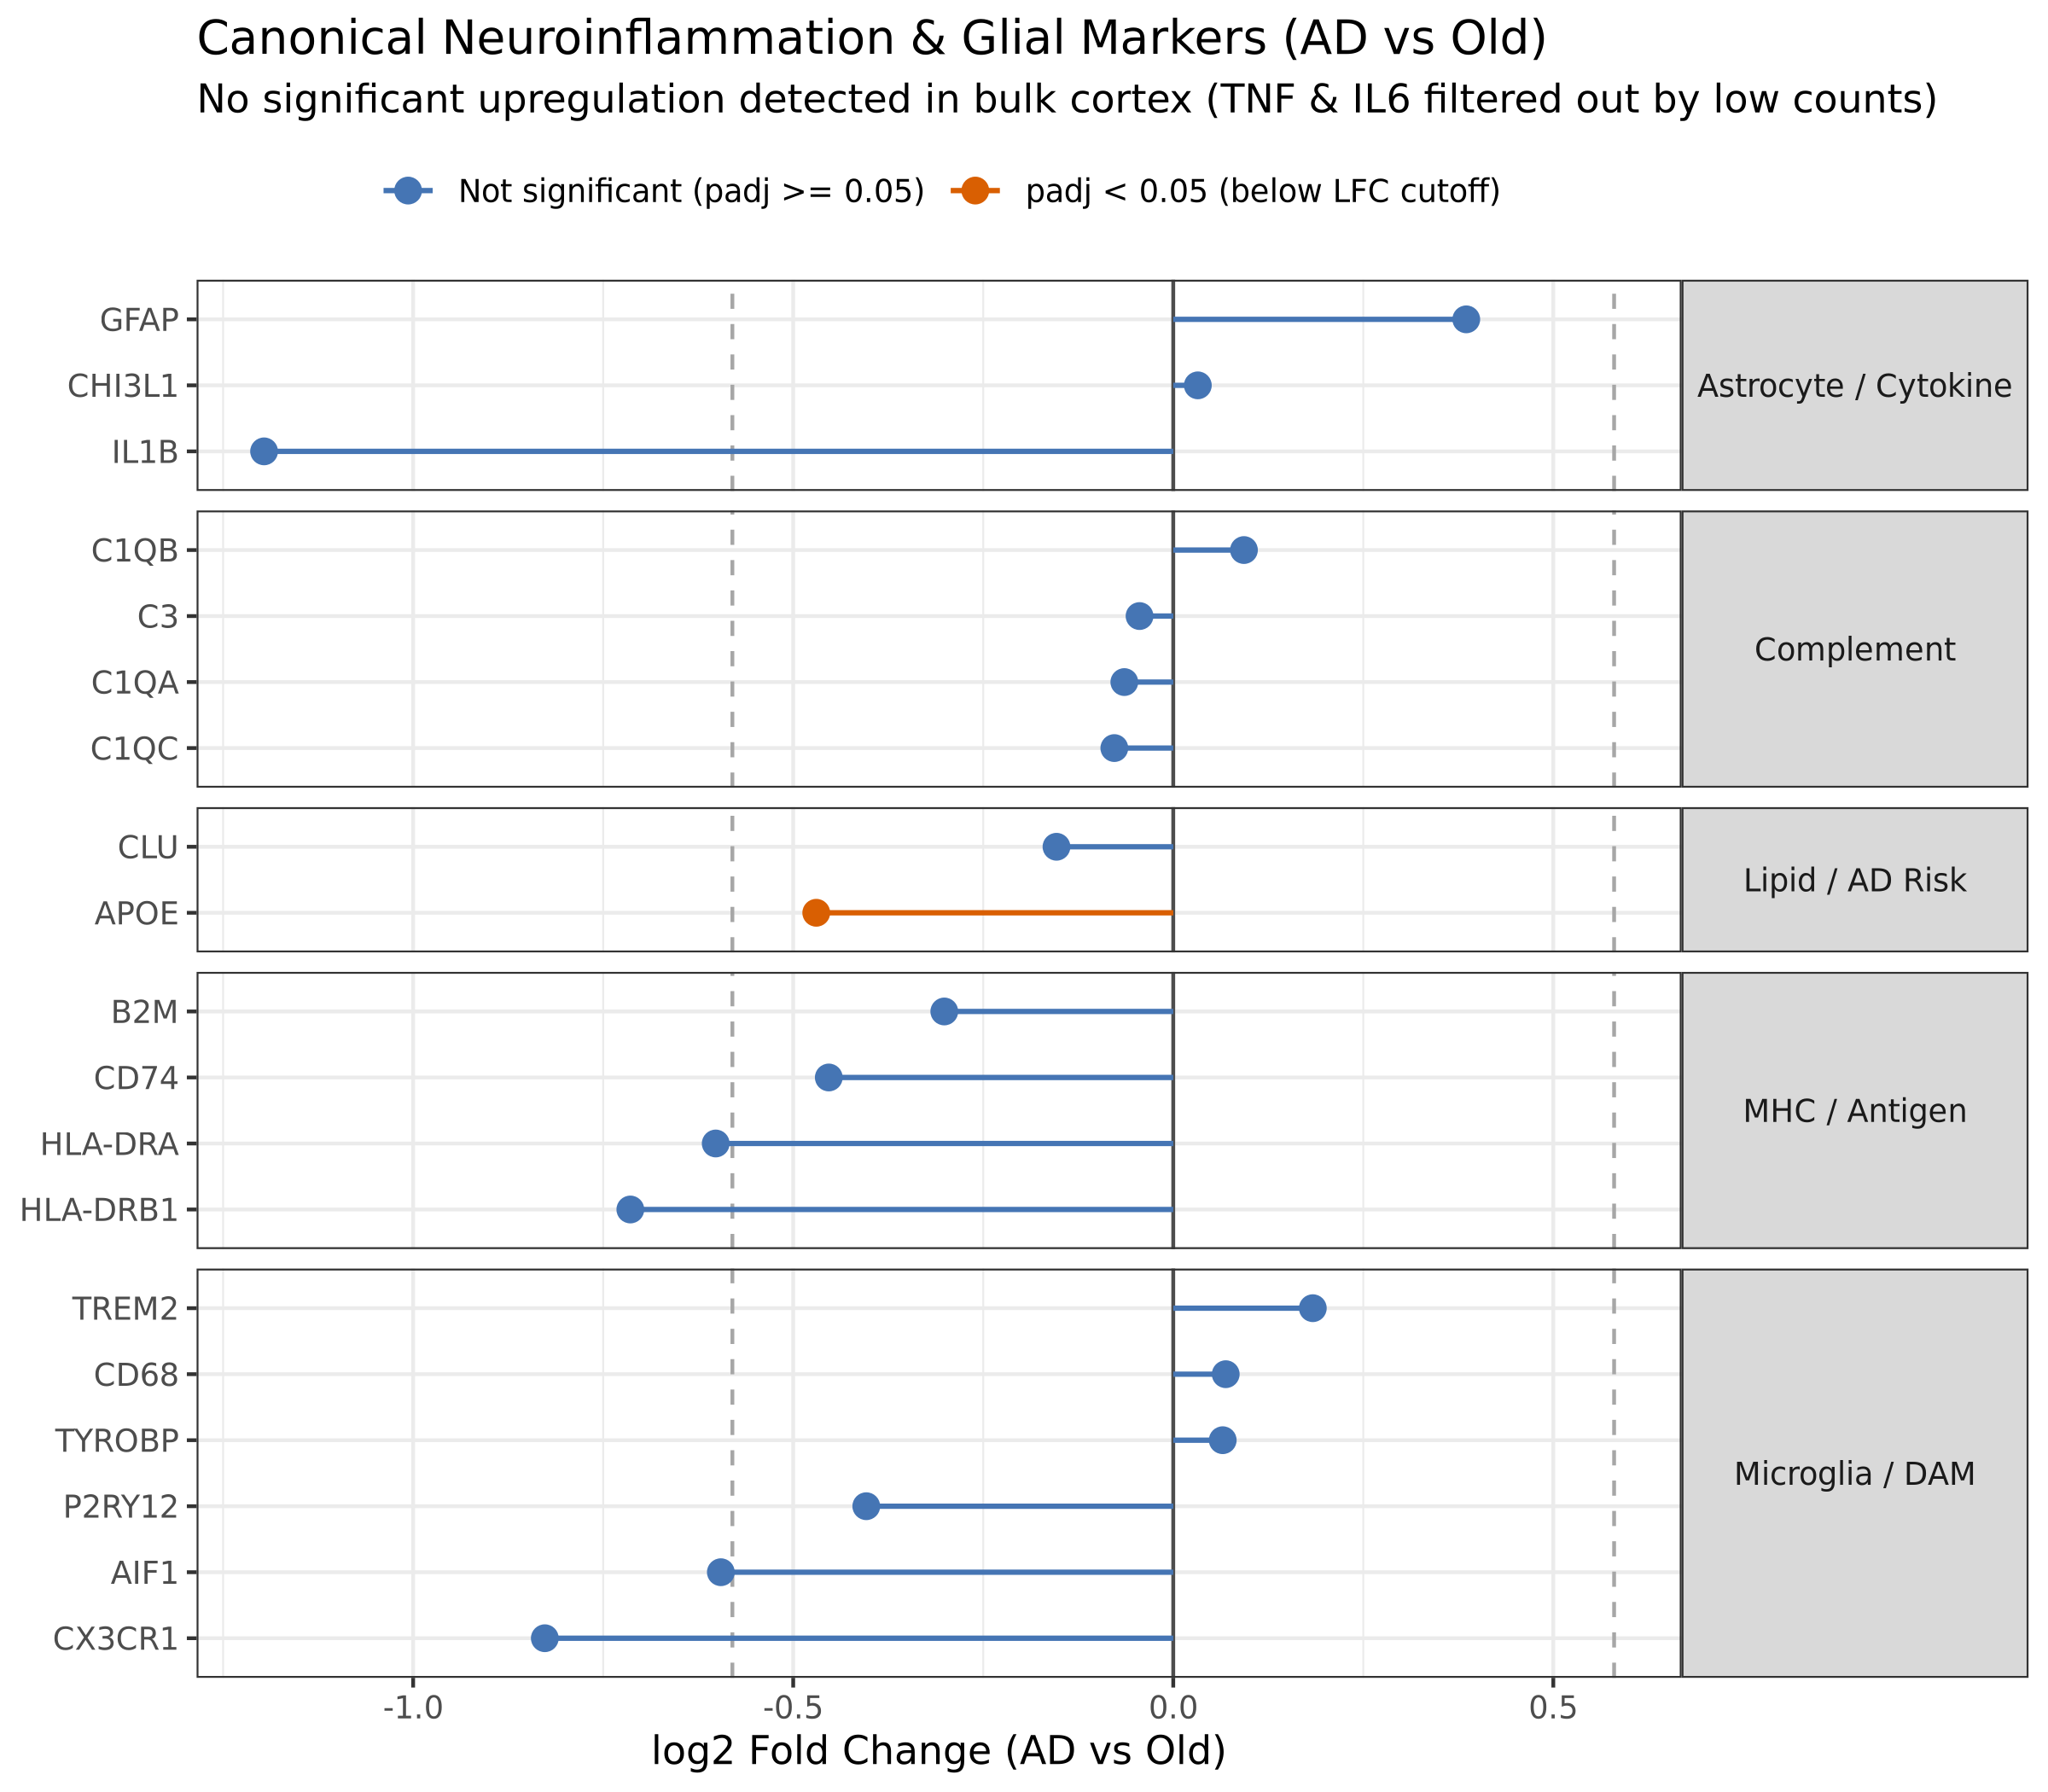 Canonical Neuroinflammation & Glial Markers (AD vs Old)
No significant upregulation detected in bulk cortex (TNF & IL6 filtered out by low counts)
Not significant (padj >= 0.05)
padj < 0.05 (below LFC cutoff)
GFAP
CHI3L1
IL1B
Astrocyte / Cytokine
C1QB
C3
C1QA
C1QC
Complement
CLU
APOE
Lipid / AD Risk
B2M
CD74
HLA-DRA
HLA-DRB1
MHC / Antigen
TREM2
CD68
TYROBP
P2RY12
AIF1
CX3CR1
Microglia / DAM
-1.0
-0.5
0.0
0.5
log2 Fold Change (AD vs Old)